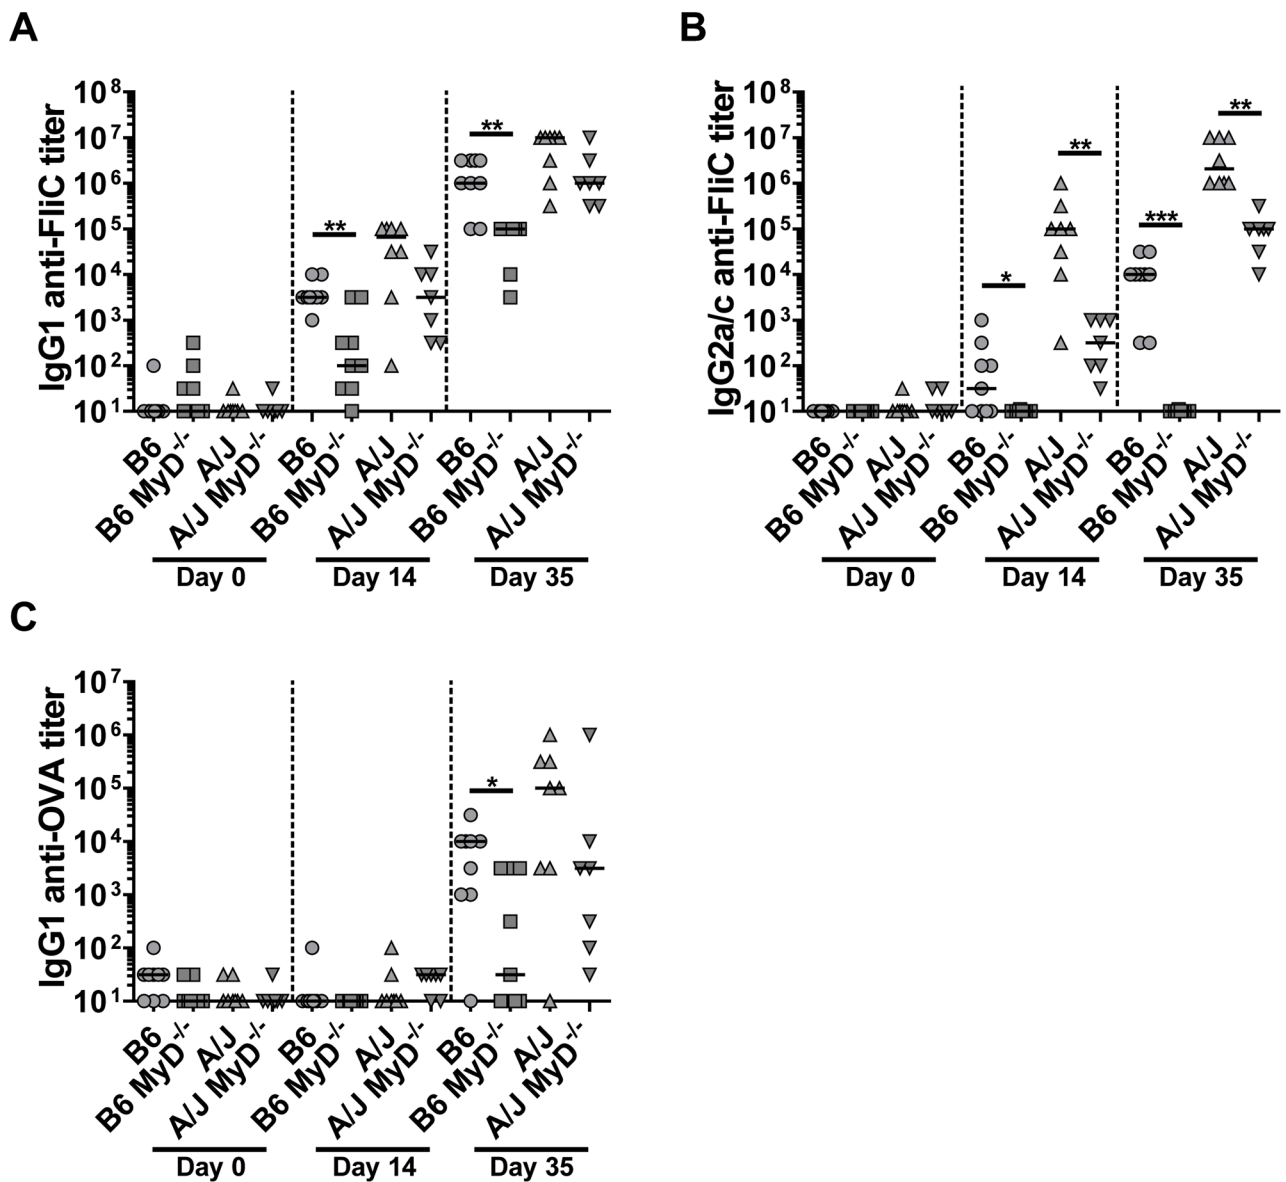 A
IgG1 anti-FliC titer
10^8
10^7
10^6
10^5
10^4
10^3
10^2
10^1
** ** 
B6
B6 MyD-/-
A/J
A/J MyD-/-
B6
B6 MyD-/-
A/J
A/J MyD-/-
B6
B6 MyD-/-
A/J
A/J MyD-/-
Day 0 Day 14 Day 35
B
IgG2a/c anti-FliC titer
10^8
10^7
10^6
10^5
10^4
10^3
10^2
10^1
* ** *** **
B6
B6 MyD-/-
A/J
A/J MyD-/-
B6
B6 MyD-/-
A/J
A/J MyD-/-
B6
B6 MyD-/-
A/J
A/J MyD-/-
Day 0 Day 14 Day 35
C
IgG1 anti-OVA titer
10^7
10^6
10^5
10^4
10^3
10^2
10^1
*
B6
B6 MyD-/-
A/J
A/J MyD-/-
B6
B6 MyD-/-
A/J
A/J MyD-/-
B6
B6 MyD-/-
A/J
A/J MyD-/-
Day 0 Day 14 Day 35